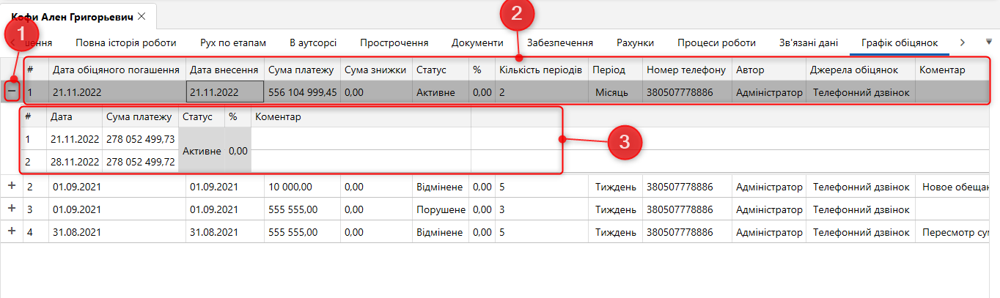 Кофи Ален Григорьевич
1
2
шення Повна історія роботи Рух по етапам В аутсорсі Прострочення Документи Забезпечення Рахунки Процеси роботи Зв'язані дані Графік обіцянок
# Дата обіцяного погашення Дата внесення Сума платежу Сума знижки Статус % Кількість періодів Період Номер телефону Автор Джерела обіцянок Коментар
1 21.11.2022 21.11.2022 556 104 999,45 0,00 Активне 0,00 2 Місяць 380507778886 Адміністратор Телефонний дзвінок
# Дата Сума платежу Статус % Коментар
1 21.11.2022 278 052 499,73
Активне 0,00
3
2 28.11.2022 278 052 499,72
2 01.09.2021 01.09.2021 10 000,00 0,00 Відмінене 0,00 5 Тиждень 380507778886 Адміністратор Телефонний дзвінок Новое обещан
3 01.09.2021 01.09.2021 555 555,00 0,00 Порушене 0,00 3 Тиждень 380507778886 Адміністратор Телефонний дзвінок
4 31.08.2021 31.08.2021 555 555,00 0,00 Відмінене 0,00 5 Тиждень 380507778886 Адміністратор Телефонний дзвінок Пересмотр су